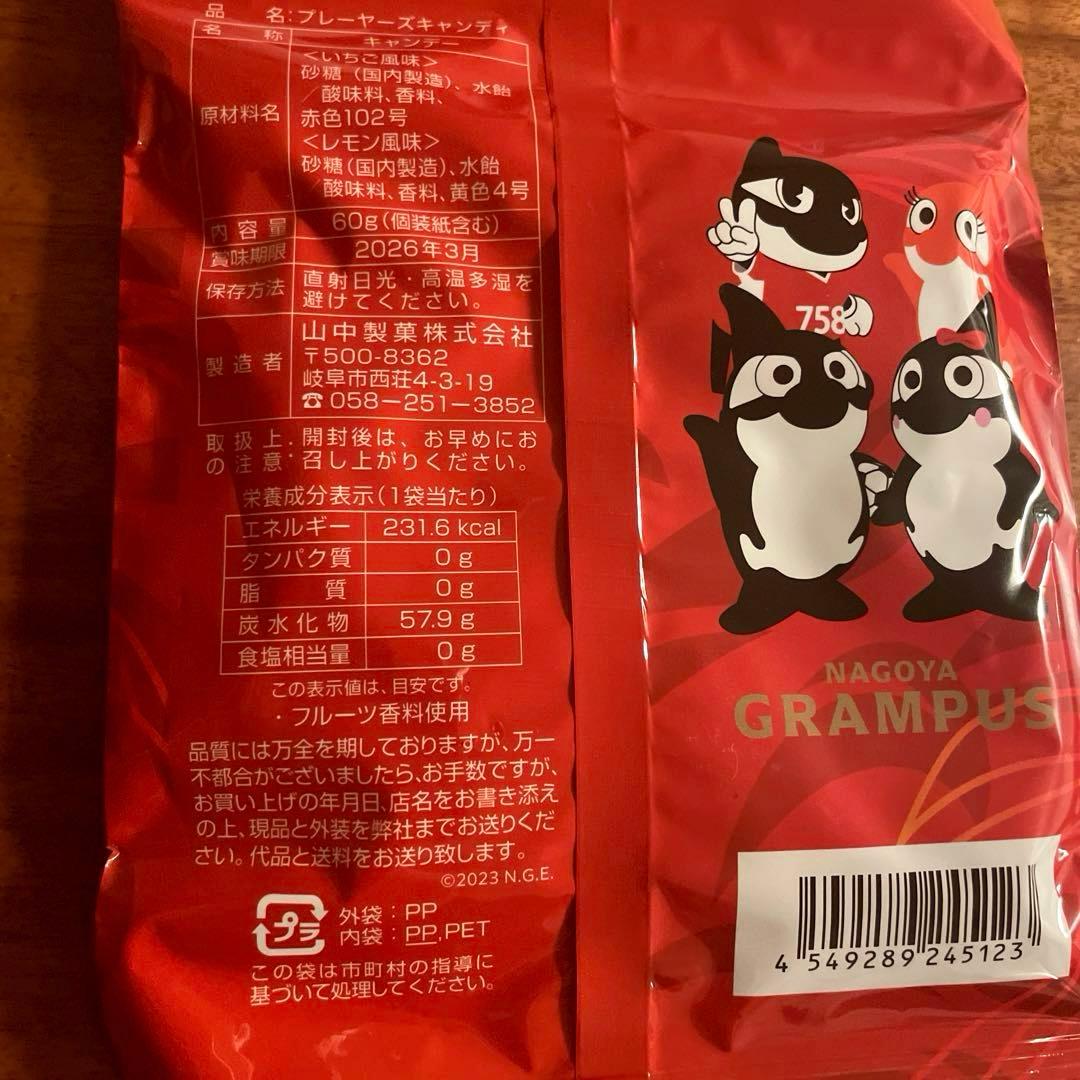 品　名：プレーヤーズキャンディ
名　称 キャンデー
原材料名 <いちご風味>
砂糖（国内製造）、水飴
／酸味料、香料、
赤色102号
<レモン風味>
砂糖（国内製造）、水飴
／酸味料、香料、黄色4号
内容量 60g（個装紙含む）
賞味期限 2026年3月
保存方法 直射日光・高温多湿を
避けてください。
製造者 山中製菓株式会社
〒500-8362
岐阜市西荘4-3-19
☎058-251-3852
取扱上の注意：開封後は、お早めにお
召し上がりください。
栄養成分表示（1袋当たり）
エネルギー 231.6 kcal
タンパク質 0 g
脂質 0 g
炭水化物 57.9 g
食塩相当量 0 g
この表示値は、目安です。
・フルーツ香料使用
品質には万全を期しておりますが、万一
不都合がございましたら、お手数ですが、
お買い上げの年月日、店名をお書き添え
の上、現品と外装を弊社までお送りくだ
さい。代品と送料をお送り致します。
©2023 N.G.E.
プラ
外袋：PP
内袋：PP,PET
この袋は市町村の指導に
基づいて処理してください。
758
NAGOYA
GRAMPUS
4 549289 245123